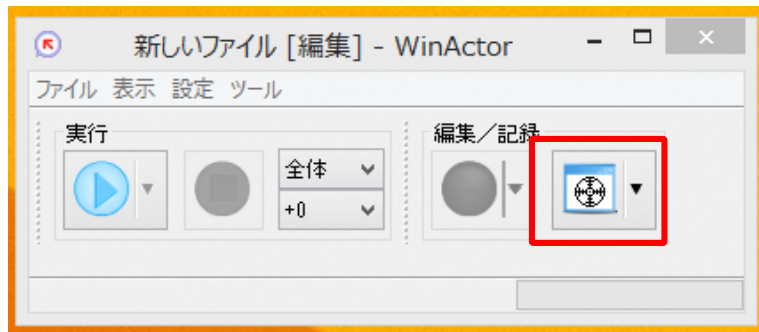 新しいファイル [編集] - WinActor
ファイル 表示 設定 ツール
実行
編集／記録
全体
+0